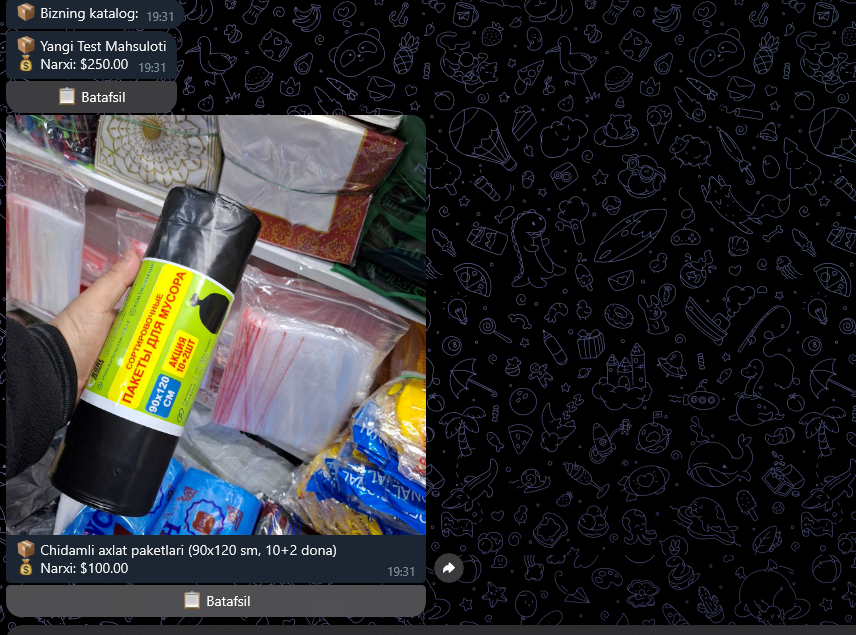 📦 Bizning katalog: 19:31
📦 Yangi Test Mahsuloti
💰 Narxi: $250.00 19:31
📋 Batafsil
СОРТИРОВОЧНЫЕ
ПАКЕТЫ ДЛЯ МУСОРА
АКЦИЯ
10+2ШТ
90x120
СМ
📦 Chidamli axlat paketlari (90x120 sm, 10+2 dona)
💰 Narxi: $100.00 19:31
📋 Batafsil